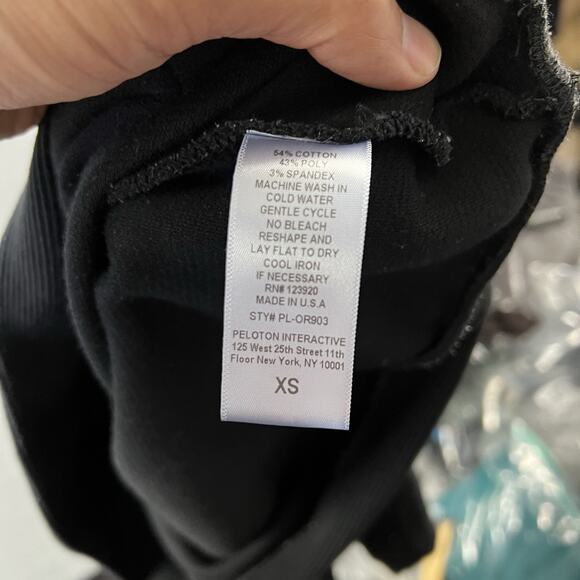 54% COTTON
43% POLY
3% SPANDEX
MACHINE WASH IN
COLD WATER
GENTLE CYCLE
NO BLEACH
RESHAPE AND
LAY FLAT TO DRY
COOL IRON
IF NECESSARY
RN# 123920
MADE IN U.S.A
STY# PL-OR903
PELOTON INTERACTIVE
125 West 25th Street 11th
Floor New York, NY 10001
XS